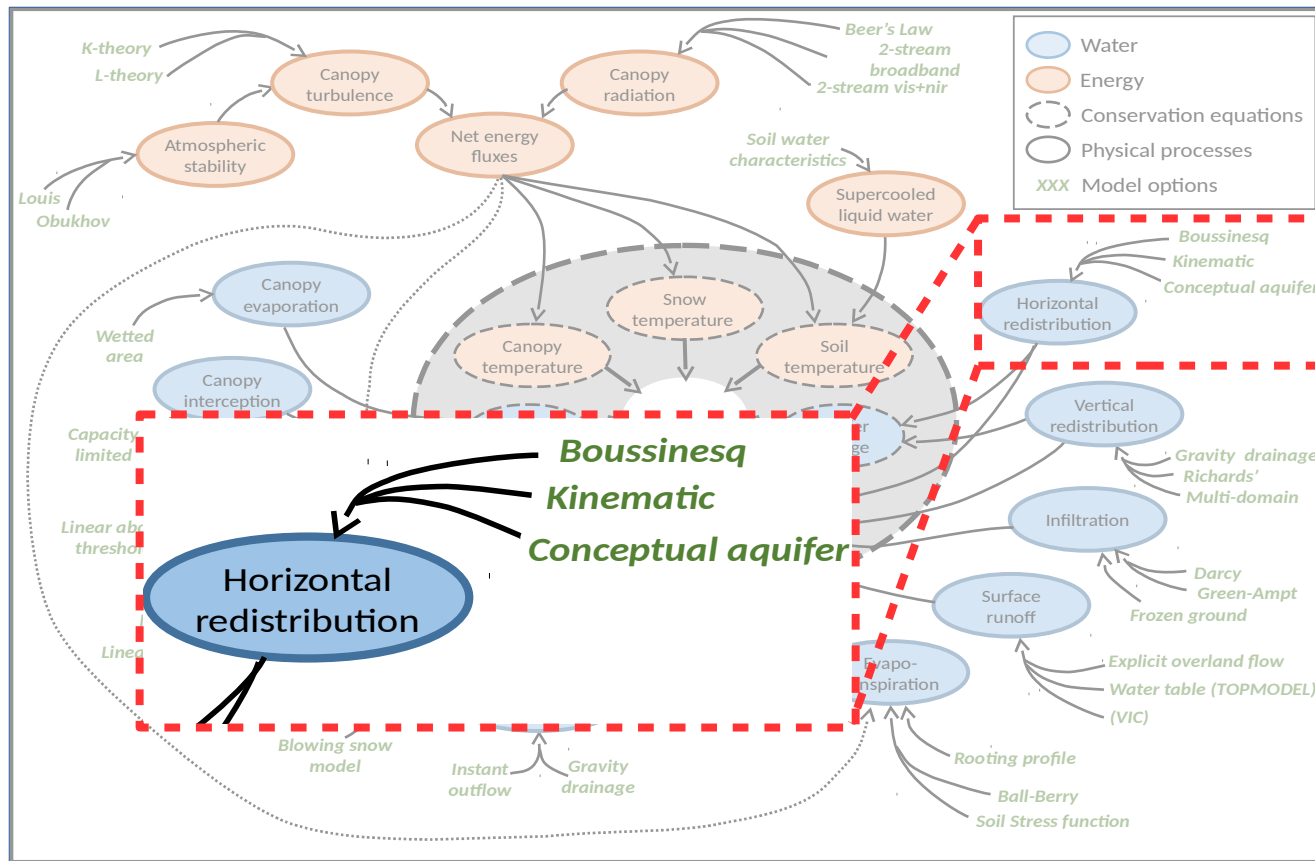 K-theory
L-theory
Canopy
turbulence
Canopy
radiation
Beer's Law
2-stream
broadband
2-stream vis+nir
Water
Energy
Conservation equations
Physical processes
XXX Model options
Atmospheric
stability
Net energy
fluxes
Soil water
characteristics
Louis
Obukhov
Supercooled
liquid water
Boussinesq
Kinematic
Conceptual aquifer
Horizontal
redistribution
Canopy
evaporation
Snow
temperature
Wetted
area
Canopy
temperature
Soil
temperature
Canopy
interception
Vertical
redistribution
Capacity
limited
Gravity drainage
Richards'
Multi-domain
Boussinesq
Kinematic
Conceptual aquifer
Horizontal
redistribution
Linear
Infiltration
Darcy
Green-Ampt
Frozen ground
Surface
runoff
Explicit overland flow
Water table (TOPMODEL)
(VIC)
Evapo-
Rooting profile
Ball-Berry
Soil Stress function
Blowing snow
model
Instant
outflow
Gravity
drainage